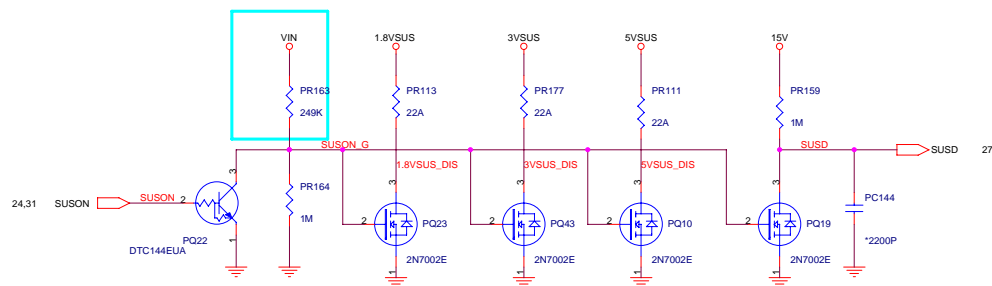 VIN
1.8VSUS
3VSUS
5VSUS
15V
PR163
249K
PR113
22A
PR177
22A
PR111
22A
PR159
1M
SUSON_G
SUSD
SUSD
27
1.8VSUS_DIS
3VSUS_DIS
5VSUS_DIS
3
3
3
3
3
24,31
SUSON
SUSON
2
PR164
1M
2
PQ23
2
PQ43
2
PQ10
2
PQ19
PC144
*2200P
PQ22
DTC144EUA
1
2N7002E
1
2N7002E
1
2N7002E
1
2N7002E
1